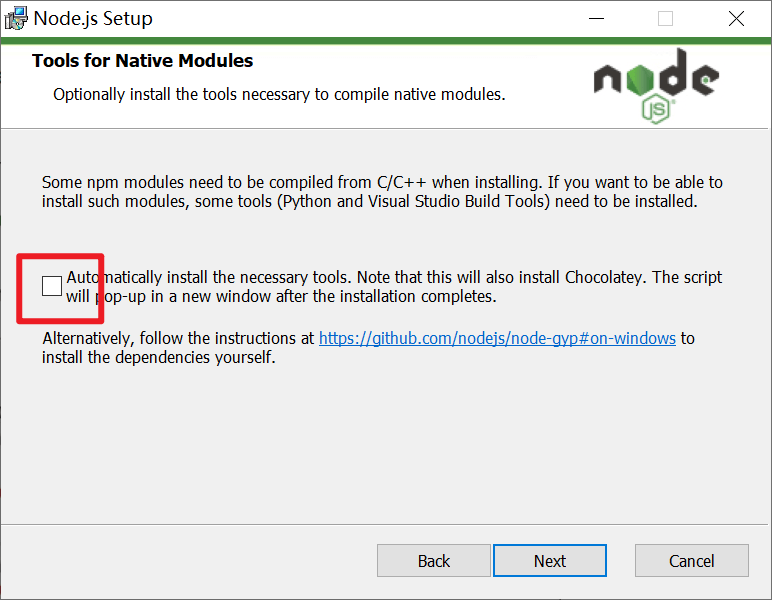 Node.js Setup
Tools for Native Modules
Optionally install the tools necessary to compile native modules.
node
JS
Some npm modules need to be compiled from C/C++ when installing. If you want to be able to
install such modules, some tools (Python and Visual Studio Build Tools) need to be installed.
Automatically install the necessary tools. Note that this will also install Chocolatey. The script
will pop-up in a new window after the installation completes.
Alternatively, follow the instructions at https://github.com/nodejs/node-gyp#on-windows to
install the dependencies yourself.
Back
Next
Cancel